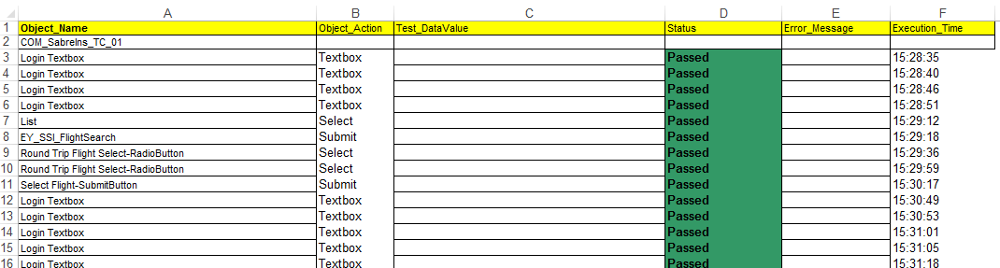 A B C D E F
1 Object_Name Object_Action Test_DataValue Status Error_Message Execution_Time
2 COM_SabreIns_TC_01
3 Login Textbox Textbox Passed 15:28:35
4 Login Textbox Textbox Passed 15:28:40
5 Login Textbox Textbox Passed 15:28:46
6 Login Textbox Textbox Passed 15:28:51
7 List Select Passed 15:29:12
8 EY_SSI_FlightSearch Submit Passed 15:29:18
9 Round Trip Flight Select-RadioButton Select Passed 15:29:36
10 Round Trip Flight Select-RadioButton Select Passed 15:29:59
11 Select Flight-SubmitButton Submit Passed 15:30:17
12 Login Textbox Textbox Passed 15:30:49
13 Login Textbox Textbox Passed 15:30:53
14 Login Textbox Textbox Passed 15:31:01
15 Login Textbox Textbox Passed 15:31:05
16 Login Textbox Textbox Passed 15:31:18